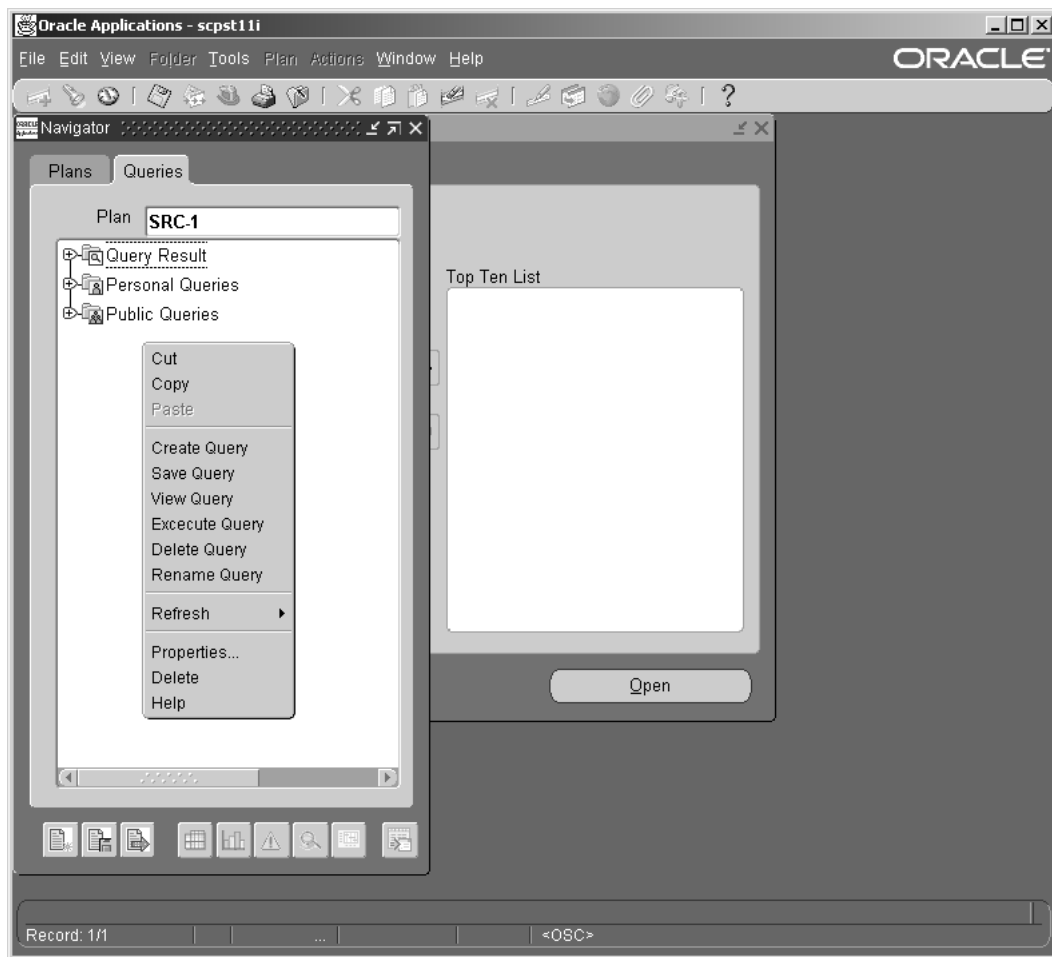 Oracle Applications - scpst11i
File Edit View Folder Tools Plan Actions Window Help
ORACLE
?
Navigator
Plans Queries
Plan SRC-1
Query Result
Personal Queries
Public Queries
Top Ten List
Cut
Copy
Paste
Create Query
Save Query
View Query
Excecute Query
Delete Query
Rename Query
Refresh
Properties...
Delete
Help
Open
Record: 1/1 ... <OSC>